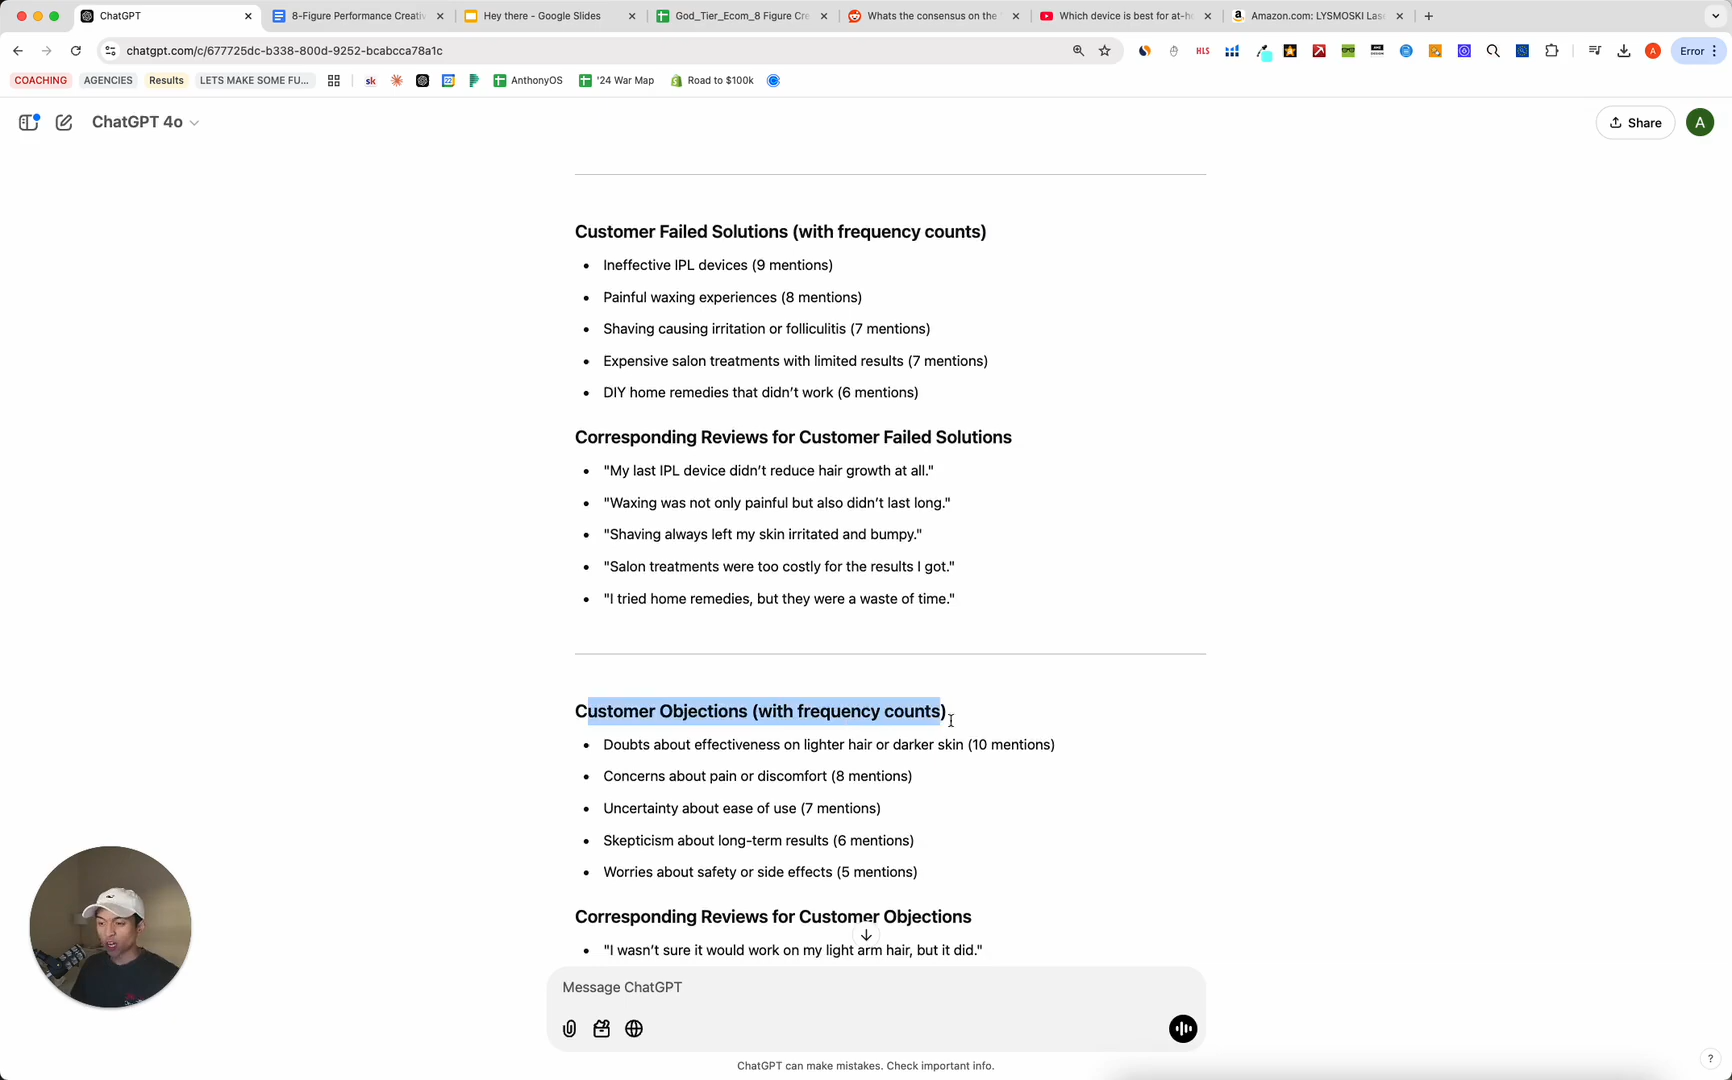 ChatGPT
8-Figure Performance Creativ
Hey there - Google Slides
God_Tier_Ecom_8 Figure Cre
Whats the consensus on the
Which device is best for at-ho
Amazon.com: LYSMOSKI Lase
chatgpt.com/c/677725dc-b338-800d-9252-bcabcca78a1c
HLS
A
Error
COACHING
AGENCIES
Results
LETS MAKE SOME FU...
sk
AnthonyOS
'24 War Map
Road to $100k
ChatGPT 4o
Share
A
Customer Failed Solutions (with frequency counts)
• Ineffective IPL devices (9 mentions)
• Painful waxing experiences (8 mentions)
• Shaving causing irritation or folliculitis (7 mentions)
• Expensive salon treatments with limited results (7 mentions)
• DIY home remedies that didn’t work (6 mentions)
Corresponding Reviews for Customer Failed Solutions
• "My last IPL device didn’t reduce hair growth at all."
• "Waxing was not only painful but also didn’t last long."
• "Shaving always left my skin irritated and bumpy."
• "Salon treatments were too costly for the results I got."
• "I tried home remedies, but they were a waste of time."
Customer Objections (with frequency counts)
• Doubts about effectiveness on lighter hair or darker skin (10 mentions)
• Concerns about pain or discomfort (8 mentions)
• Uncertainty about ease of use (7 mentions)
• Skepticism about long-term results (6 mentions)
• Worries about safety or side effects (5 mentions)
Corresponding Reviews for Customer Objections
• "I wasn’t sure it would work on my light arm hair, but it did."
Message ChatGPT
ChatGPT can make mistakes. Check important info.
?